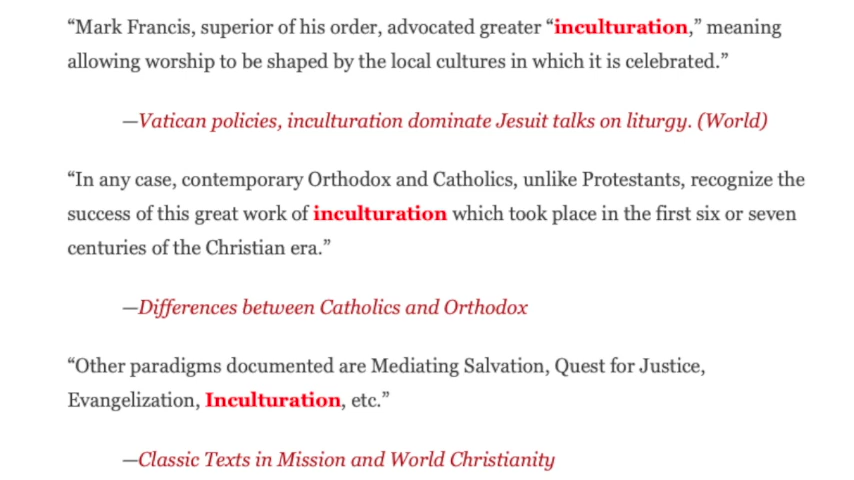 “Mark Francis, superior of his order, advocated greater “inculturation,” meaning
allowing worship to be shaped by the local cultures in which it is celebrated.”
—Vatican policies, inculturation dominate Jesuit talks on liturgy. (World)
“In any case, contemporary Orthodox and Catholics, unlike Protestants, recognize the
success of this great work of inculturation which took place in the first six or seven
centuries of the Christian era.”
—Differences between Catholics and Orthodox
“Other paradigms documented are Mediating Salvation, Quest for Justice,
Evangelization, Inculturation, etc.”
—Classic Texts in Mission and World Christianity